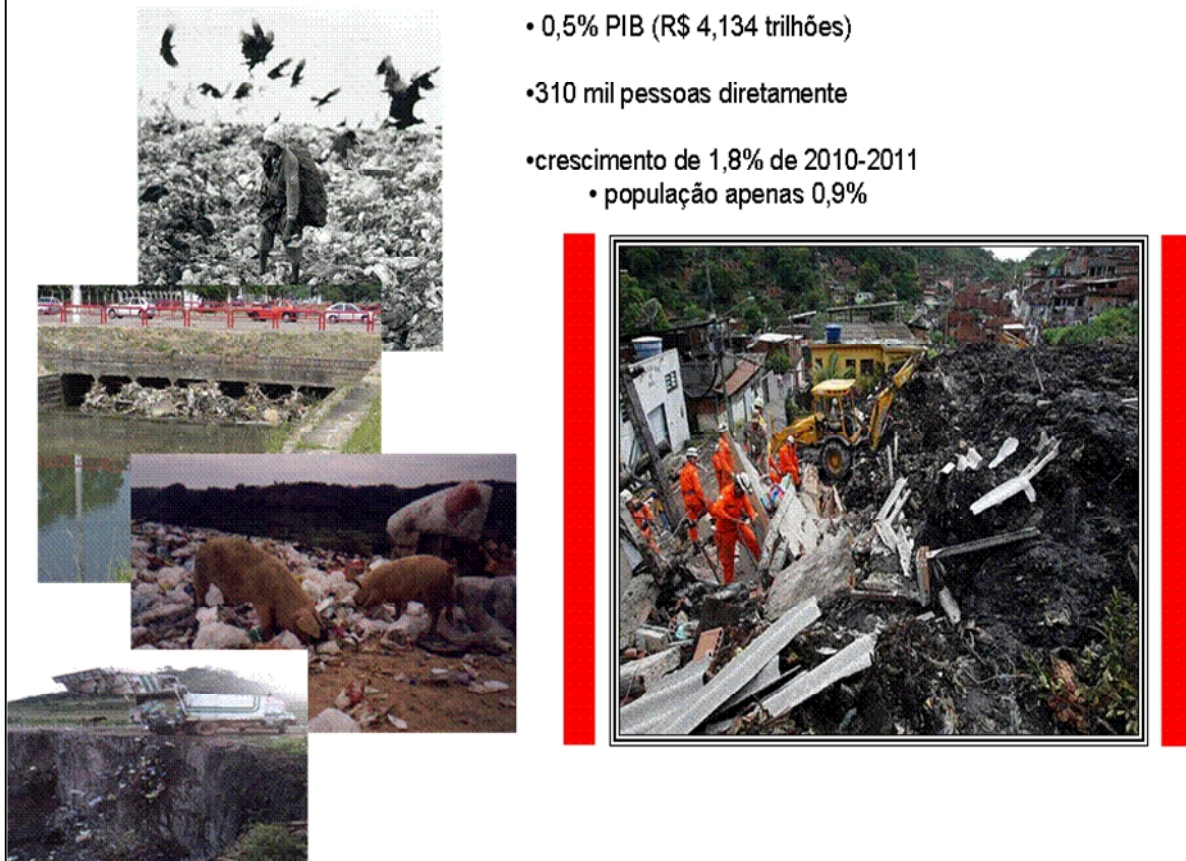 • 0,5% PIB (R$ 4,134 trilhões)
•310 mil pessoas diretamente
•crescimento de 1,8% de 2010-2011
• população apenas 0,9%